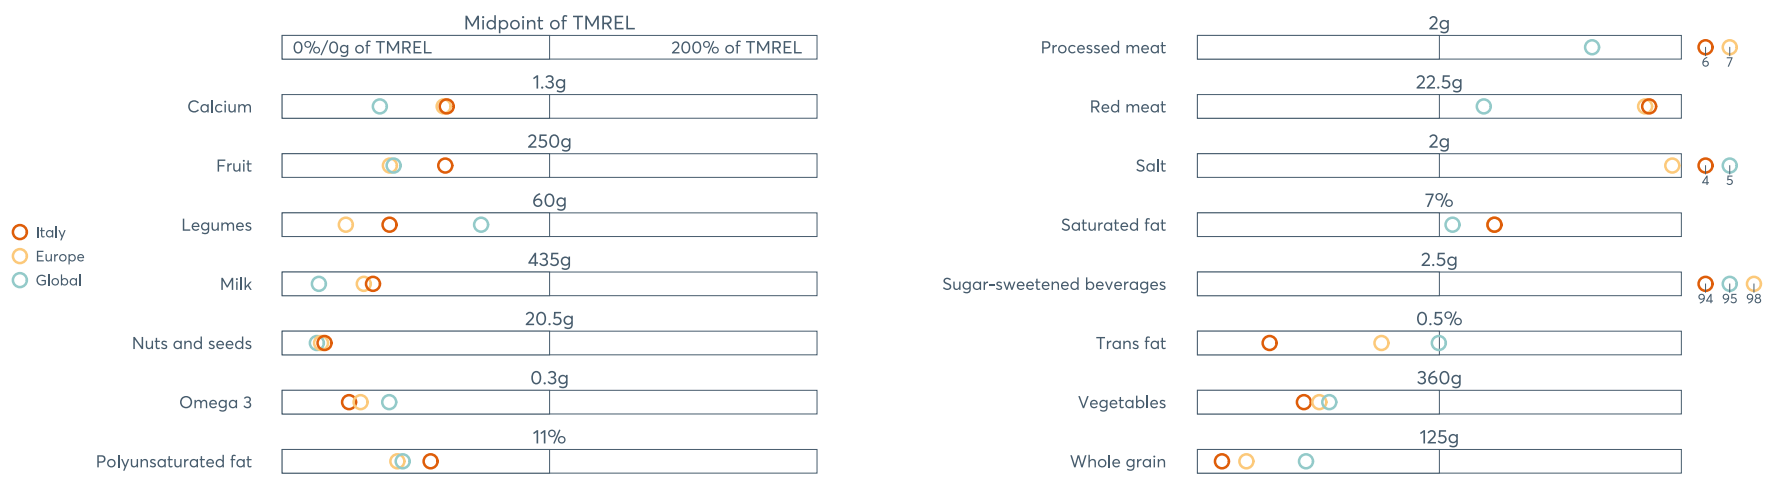 Midpoint of TMREL
0%/0g of TMREL 200% of TMREL
1.3g
Calcium
250g
Fruit
60g
Legumes
435g
Milk
20.5g
Nuts and seeds
0.3g
Omega 3
11%
Polyunsaturated fat
Italy
Europe
Global
2g
Processed meat
6 7
22.5g
Red meat
2g
Salt
4 5
7%
Saturated fat
2.5g
Sugar-sweetened beverages
94 95 98
0.5%
Trans fat
360g
Vegetables
125g
Whole grain